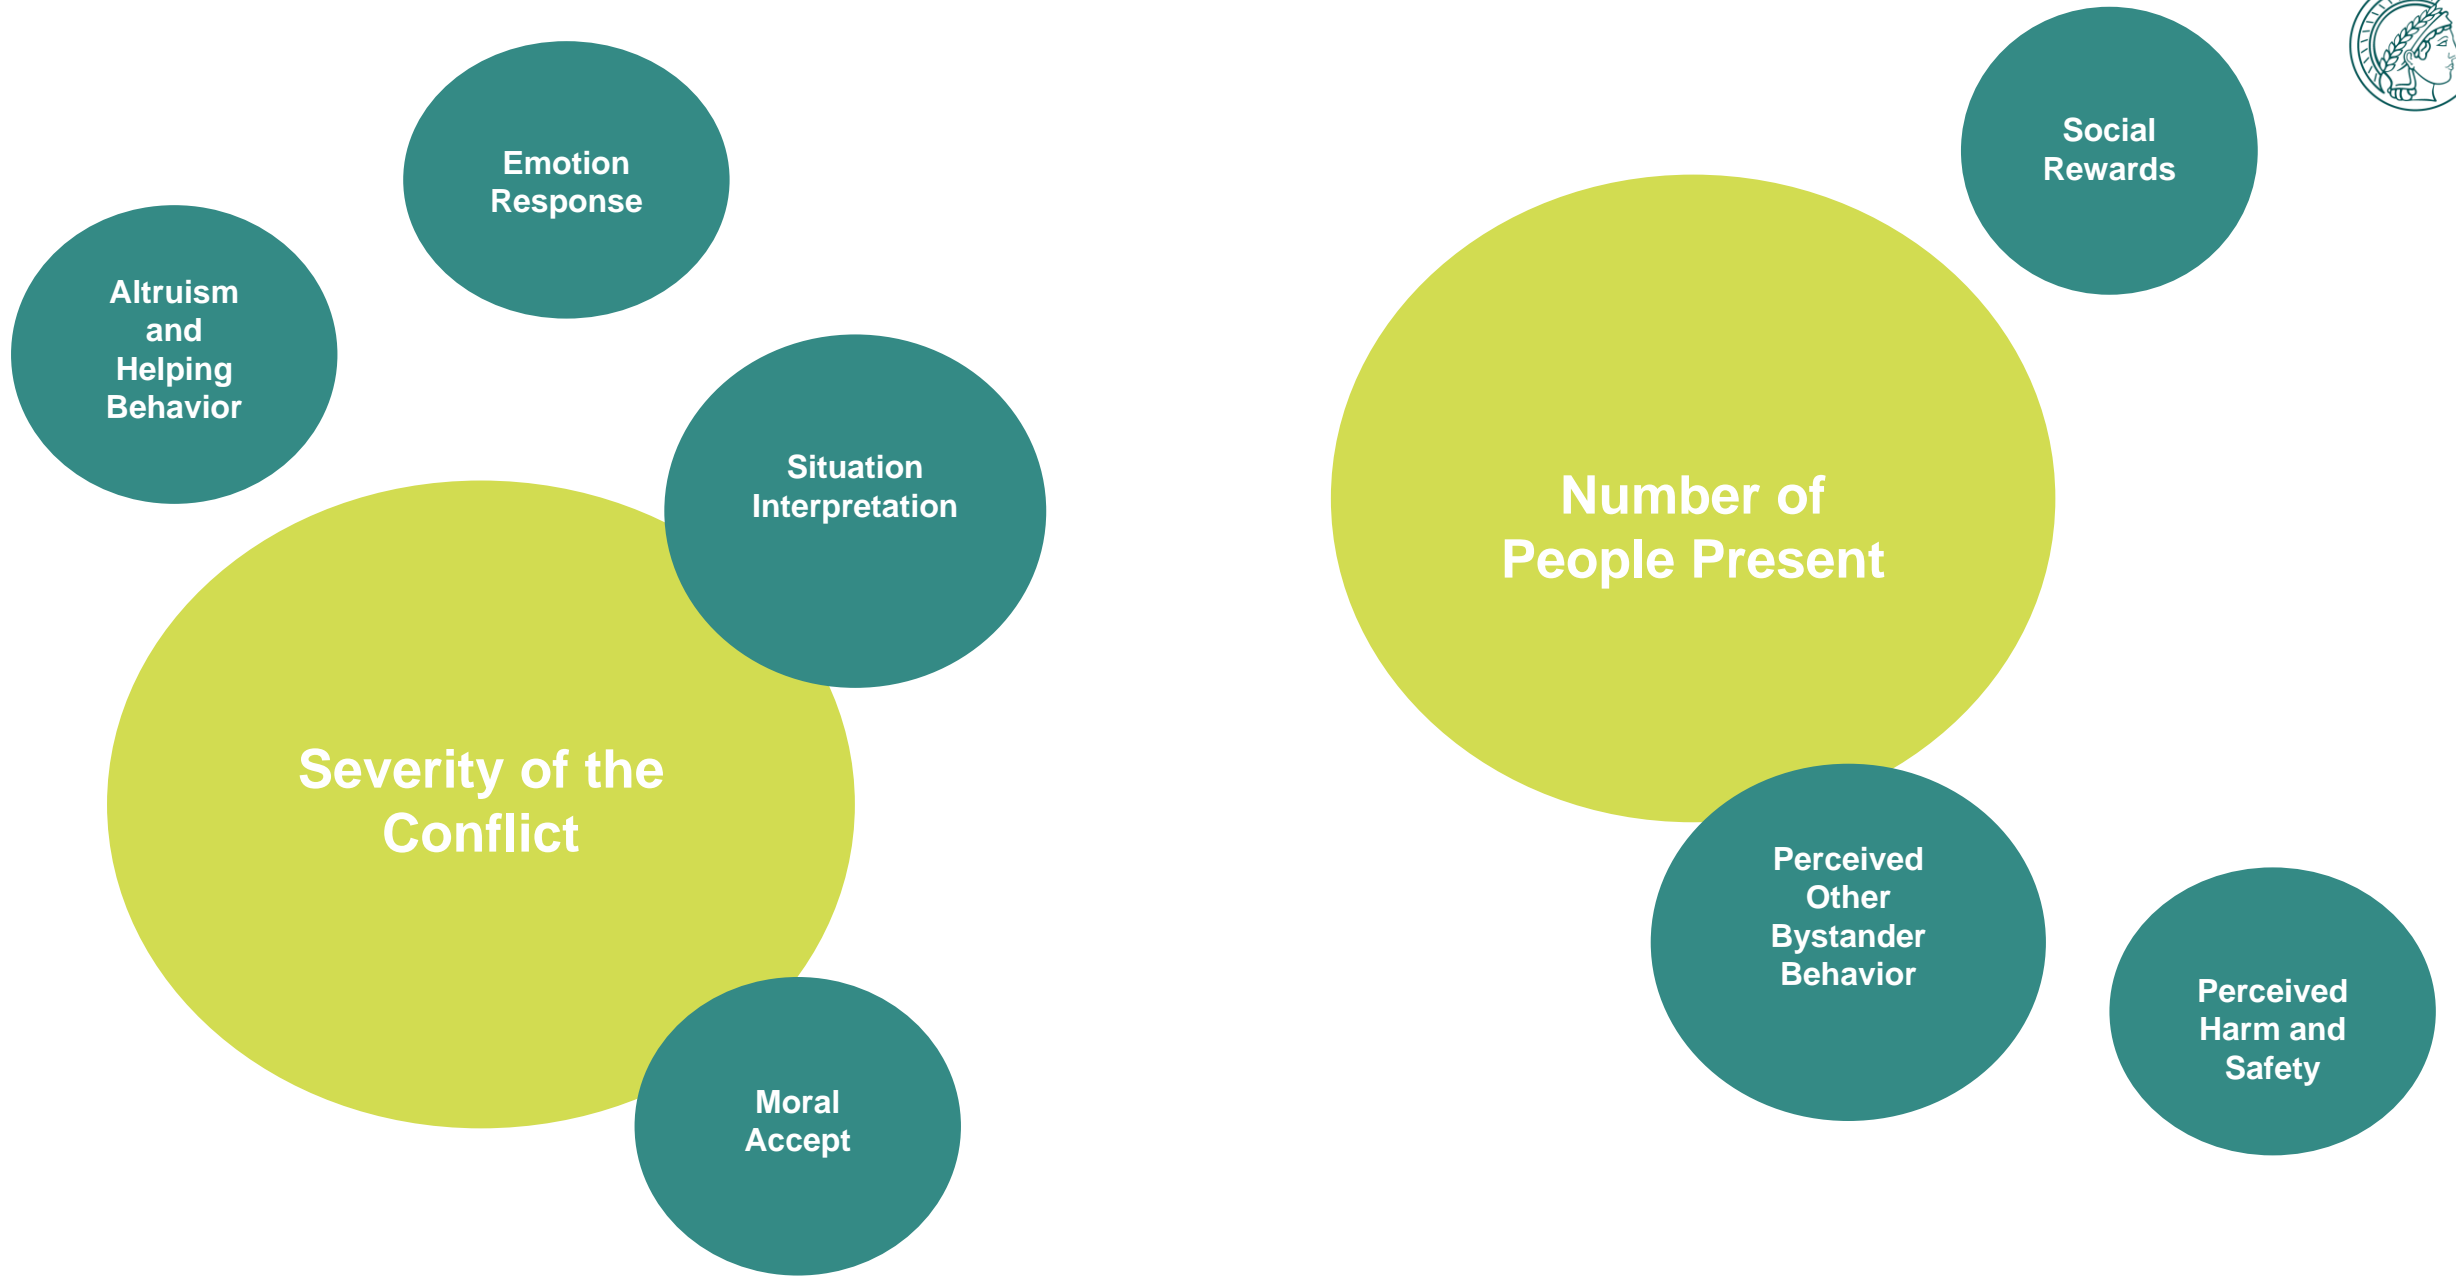 Emotion
Response
Altruism
and
Helping
Behavior
Situation
Interpretation
Severity of the
Conflict
Moral
Accept
Social
Rewards
Number of
People Present
Perceived
Other
Bystander
Behavior
Perceived
Harm and
Safety